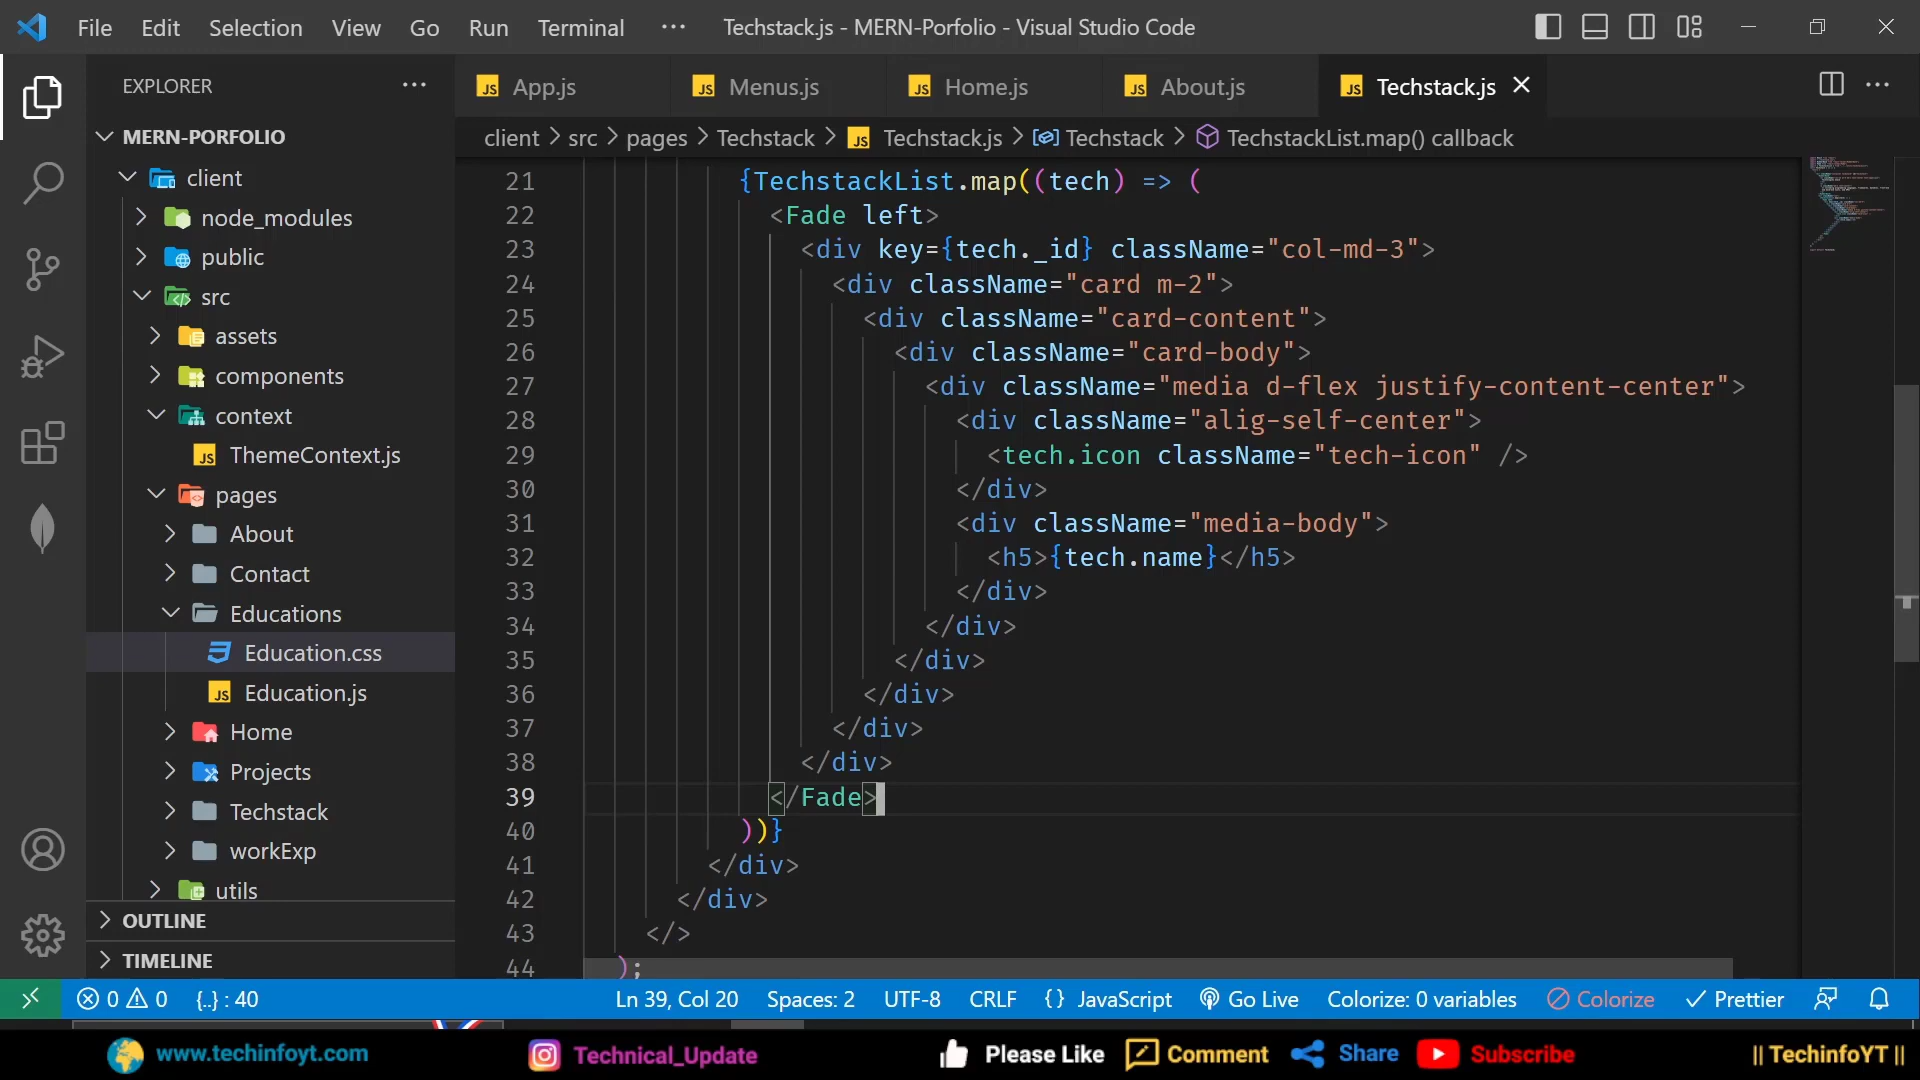 File Edit Selection View Go Run Terminal ··· Techstack.js - MERN-Porfolio - Visual Studio Code
EXPLORER ···
App.js Menus.js Home.js About.js Techstack.js
client > src > pages > Techstack > Techstack.js > Techstack > TechstackList.map() callback
MERN-PORFOLIO
client
node_modules
public
src
assets
components
context
ThemeContext.js
pages
About
Contact
Educations
Education.css
Education.js
Home
Projects
Techstack
workExp
utils
OUTLINE
TIMELINE
21 {TechstackList.map((tech) => (
22 <Fade left>
23 <div key={tech._id} className="col-md-3">
24 <div className="card m-2">
25 <div className="card-content">
26 <div className="card-body">
27 <div className="media d-flex justify-content-center">
28 <div className="alig-self-center">
29 <tech.icon className="tech-icon" />
30 </div>
31 <div className="media-body">
32 <h5>{tech.name}</h5>
33 </div>
34 </div>
35 </div>
36 </div>
37 </div>
38 </div>
39 </Fade>
40 ))}
41 </div>
42 </div>
43 </>
44 );
0 0 {..} : 40 Ln 39, Col 20 Spaces: 2 UTF-8 CRLF {} JavaScript Go Live Colorize: 0 variables Colorize Prettier
www.techinfoyt.com Technical_Update Please Like Comment Share Subscribe || TechinfoYT ||